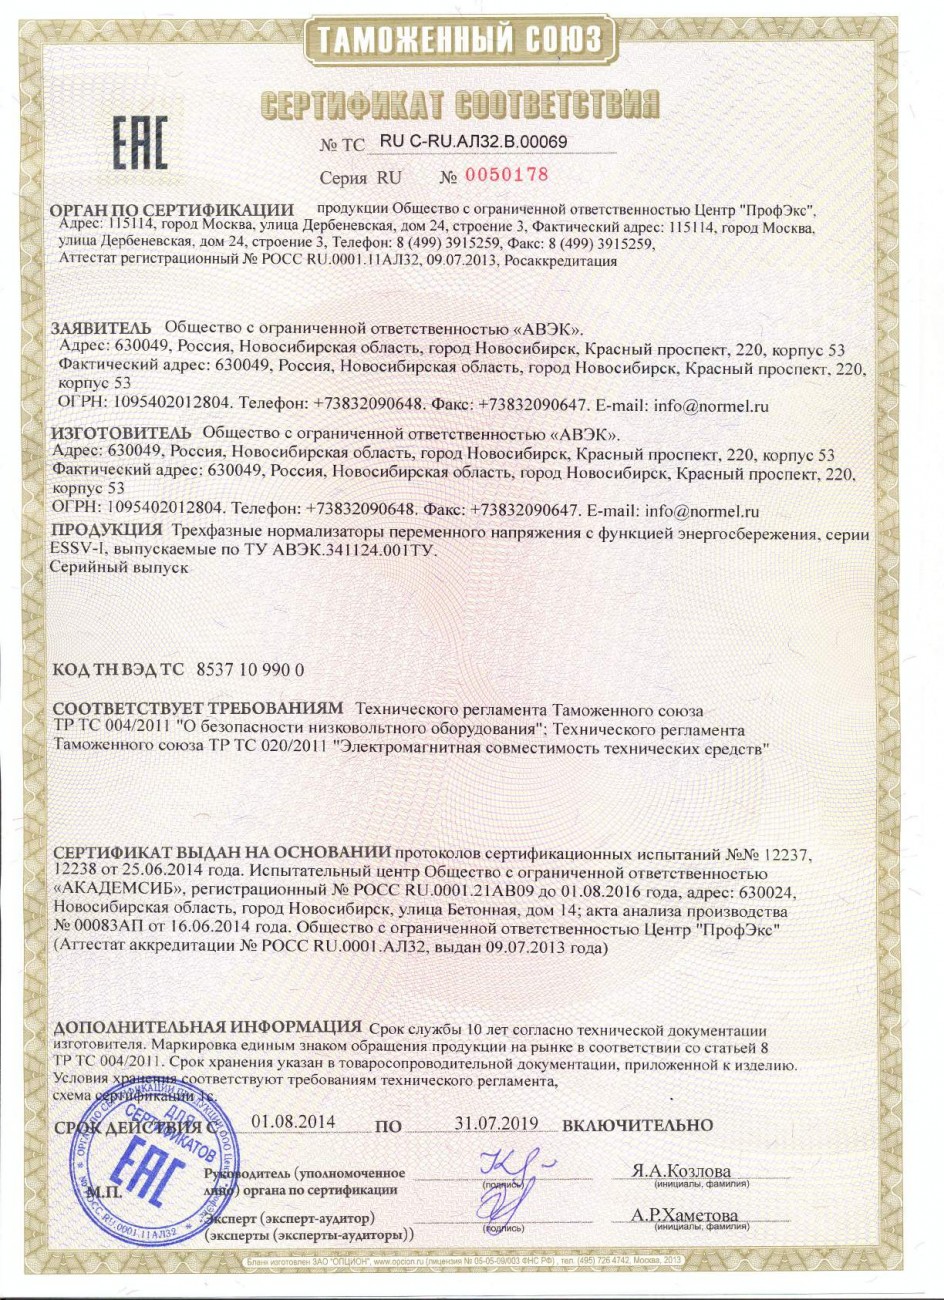 ТАМОЖЕННЫЙ СОЮЗ
СЕРТИФИКАТ СООТВЕТСТВИЯ
EAC
№ ТС RU С-RU.АЛ32.В.00069
Серия RU № 0050178
ОРГАН ПО СЕРТИФИКАЦИИ продукции Общество с ограниченной ответственностью Центр "ПрофЭкс",
Адрес: 115114, город Москва, улица Дербеневская, дом 24, строение 3, Фактический адрес: 115114, город Москва,
улица Дербеневская, дом 24, строение 3, Телефон: 8 (499) 3915259, Факс: 8 (499) 3915259,
Аттестат регистрационный № РОСС RU.0001.11АЛ32, 09.07.2013, Росаккредитация
ЗАЯВИТЕЛЬ Общество с ограниченной ответственностью «АВЭК».
Адрес: 630049, Россия, Новосибирская область, город Новосибирск, Красный проспект, 220, корпус 53
Фактический адрес: 630049, Россия, Новосибирская область, город Новосибирск, Красный проспект, 220,
корпус 53
ОГРН: 1095402012804. Телефон: +73832090648. Факс: +73832090647. E-mail: info@normel.ru
ИЗГОТОВИТЕЛЬ Общество с ограниченной ответственностью «АВЭК».
Адрес: 630049, Россия, Новосибирская область, город Новосибирск, Красный проспект, 220, корпус 53
Фактический адрес: 630049, Россия, Новосибирская область, город Новосибирск, Красный проспект, 220,
корпус 53
ОГРН: 1095402012804. Телефон: +73832090648. Факс: +73832090647. E-mail: info@normel.ru
ПРОДУКЦИЯ Трехфазные нормализаторы переменного напряжения с функцией энергосбережения, серии
ESSV-I, выпускаемые по ТУ АВЭК.341124.001ТУ.
Серийный выпуск
КОД ТН ВЭД ТС 8537 10 990 0
СООТВЕТСТВУЕТ ТРЕБОВАНИЯМ Технического регламента Таможенного союза
ТР ТС 004/2011 "О безопасности низковольтного оборудования"; Технического регламента
Таможенного союза ТР ТС 020/2011 "Электромагнитная совместимость технических средств"
СЕРТИФИКАТ ВЫДАН НА ОСНОВАНИИ протоколов сертификационных испытаний №№ 12237,
12238 от 25.06.2014 года. Испытательный центр Общество с ограниченной ответственностью
«АКАДЕМСИБ», регистрационный № РОСС RU.0001.21АВ09 до 01.08.2016 года, адрес: 630024,
Новосибирская область, город Новосибирск, улица Бетонная, дом 14; акта анализа производства
№ 00083АП от 16.06.2014 года. Общество с ограниченной ответственностью Центр "ПрофЭкс"
(Аттестат аккредитации № РОСС RU.0001.АЛ32, выдан 09.07.2013 года)
ДОПОЛНИТЕЛЬНАЯ ИНФОРМАЦИЯ Срок службы 10 лет согласно технической документации
изготовителя. Маркировка единым знаком обращения продукции на рынке в соответствии со статьей 8
ТР ТС 004/2011. Срок хранения указан в товаросопроводительной документации, приложенной к изделию.
Условия хранения соответствуют требованиям технического регламента,
схема сертификации 1с.
СРОК ДЕЙСТВИЯ С 01.08.2014 ПО 31.07.2019 ВКЛЮЧИТЕЛЬНО
ДЛЯ
СЕРТИФИКАТОВ
EAC
М.П.
Руководитель (уполномоченное
лицо) органа по сертификации
(подпись)
Я.А.Козлова
(инициалы, фамилия)
Эксперт (эксперт-аудитор)
(эксперты (эксперты-аудиторы))
(подпись)
А.Р.Хаметова
(инициалы, фамилия)
Бланк изготовлен ЗАО "ОПЦИОН", www.opcion.ru (лицензия № 05-05-09/003 ФНС РФ), тел. (495) 726 4742, Москва, 2013